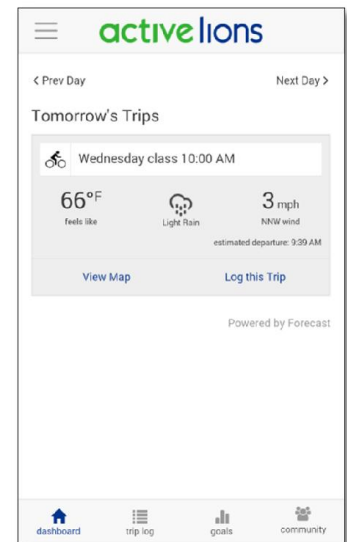 activelions
< Prev Day Next Day >
Tomorrow's Trips
Wednesday class 10:00 AM
66°F 3 mph
feels like Light Rain NNW wind
estimated departure: 9:39 AM
View Map Log this Trip
Powered by Forecast
dashboard trip log goals community